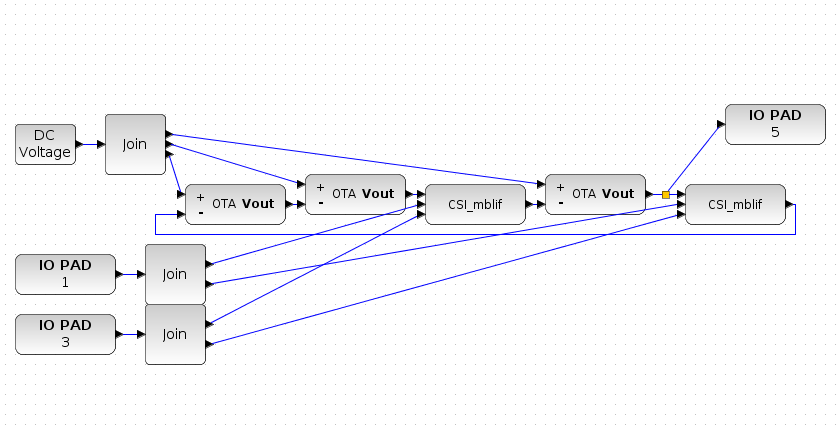 IO PAD
5
DC
Voltage
Join
+
- OTA Vout
+
- OTA Vout
CSI_mblif
+
- OTA Vout
CSI_mblif
IO PAD
1
Join
IO PAD
3
Join